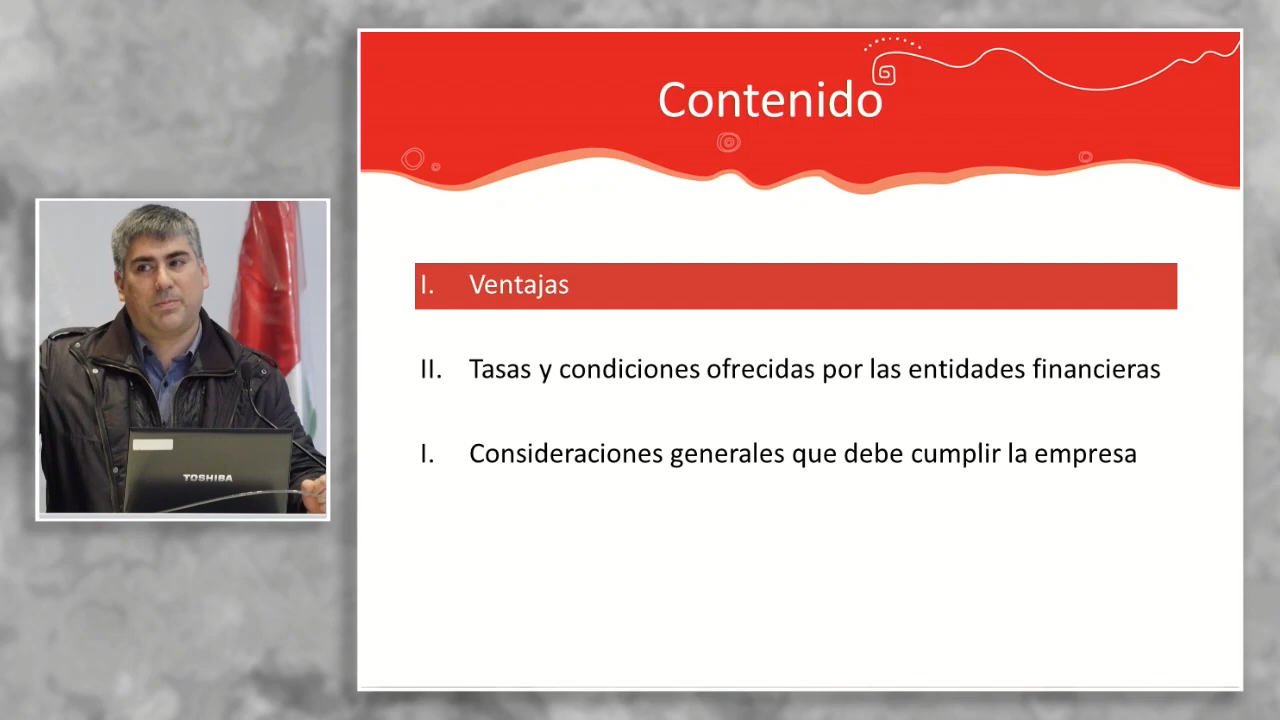 Contenido
I. Ventajas
II. Tasas y condiciones ofrecidas por las entidades financieras
I. Consideraciones generales que debe cumplir la empresa
TOSHIBA